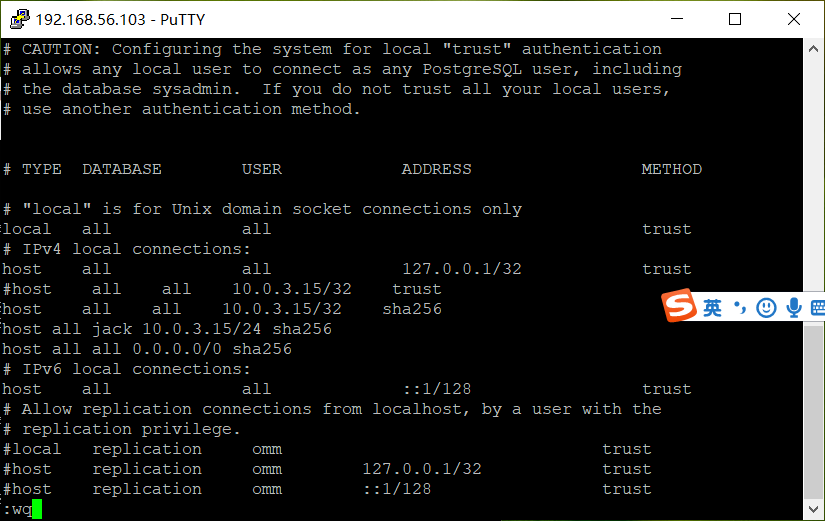 192.168.56.103 - PuTTY
# CAUTION: Configuring the system for local "trust" authentication
# allows any local user to connect as any PostgreSQL user, including
# the database sysadmin.  If you do not trust all your local users,
# use another authentication method.
# TYPE  DATABASE        USER            ADDRESS                 METHOD
# "local" is for Unix domain socket connections only
local   all             all                                     trust
# IPv4 local connections:
host    all             all             127.0.0.1/32            trust
#host    all    all    10.0.3.15/32    trust
host    all    all    10.0.3.15/32    sha256
host all jack 10.0.3.15/24 sha256
host all all 0.0.0.0/0 sha256
# IPv6 local connections:
host    all             all             ::1/128                 trust
# Allow replication connections from localhost, by a user with the
# replication privilege.
#local   replication     omm                                trust
#host    replication     omm        127.0.0.1/32            trust
#host    replication     omm        ::1/128                 trust
:wq
S 英